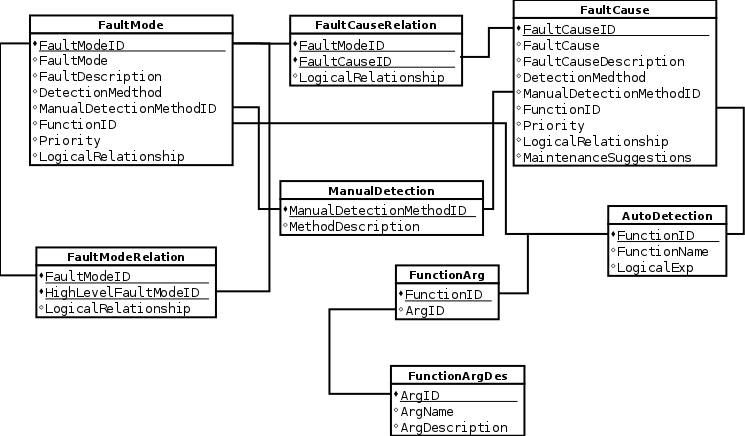 FaultMode
FaultModeID
FaultMode
FaultDescription
DetectionMedthod
ManualDetectionMethodID
FunctionID
Priority
LogicalRelationship
FaultCauseRelation
FaultModeID
FaultCauseID
LogicalRelationship
FaultCause
FaultCauseID
FaultCause
FaultCauseDescription
DetectionMedthod
ManualDetectionMethodID
FunctionID
Priority
LogicalRelationship
MaintenanceSuggestions
ManualDetection
ManualDetectionMethodID
MethodDescription
AutoDetection
FunctionID
FunctionName
LogicalExp
FaultModeRelation
FaultModeID
HighLevelFaultModeID
LogicalRelationship
FunctionArg
FunctionID
ArgID
FunctionArgDes
ArgID
ArgName
ArgDescription